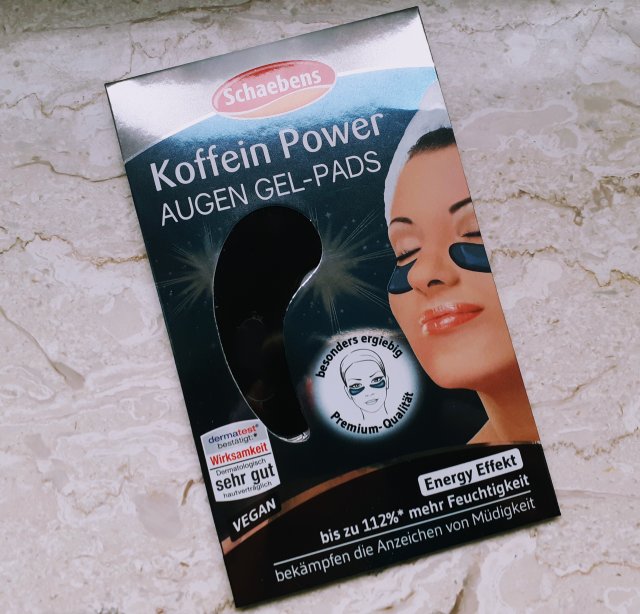 Schaebens
Koffein Power
AUGEN GEL-PADS
besonders ergiebig
Premium-Qualität
dermatest®
bestätigt:*
Wirksamkeit
Dermatologisch
sehr gut
hautverträglich
VEGAN
Energy Effekt
bis zu 112%* mehr Feuchtigkeit
bekämpfen die Anzeichen von Müdigkeit